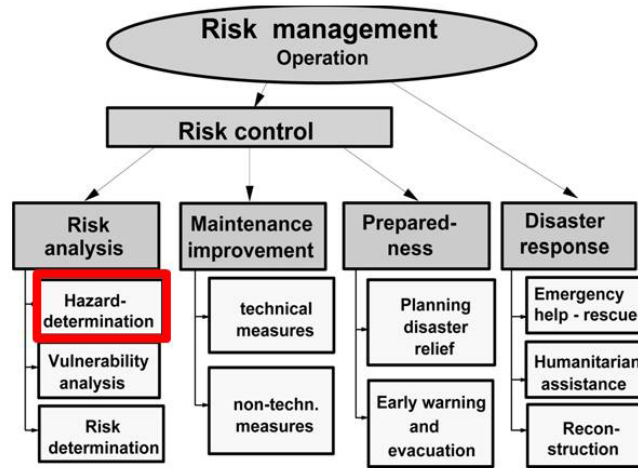 Risk management
Operation
Risk control
Risk
analysis
Maintenance
improvement
Prepared-
ness
Disaster
response
Hazard-
determination
Vulnerability
analysis
Risk
determination
technical
measures
non-techn.
measures
Planning
disaster
relief
Early warning
and
evacuation
Emergency
help - rescue
Humanitarian
assistance
Recon-
struction